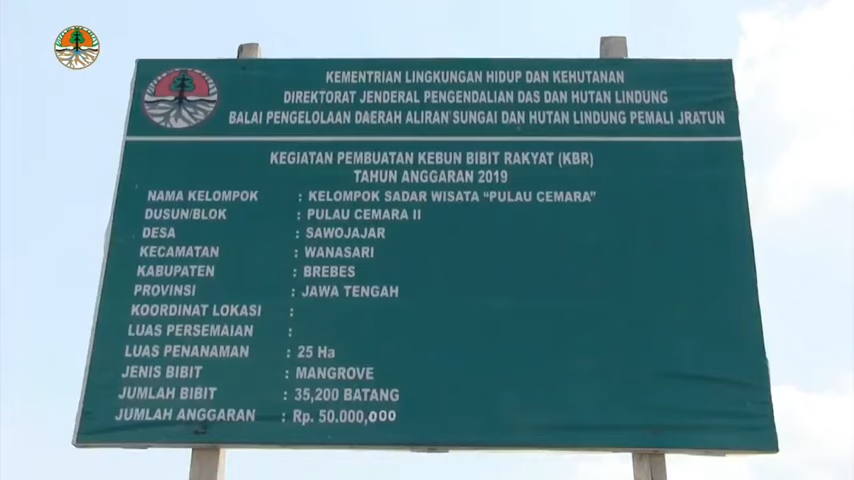 KEMENTRIAN LINGKUNGAN HIDUP DAN KEHUTANAN
DIREKTORAT JENDERAL PENGENDALIAN DAS DAN HUTAN LINDUNG
BALAI PENGELOLAAN DAERAH ALIRAN SUNGAI DAN HUTAN LINDUNG PEMALI JRATUN
KEGIATAN PEMBUATAN KEBUN BIBIT RAKYAT (KBR)
TAHUN ANGGARAN 2019
NAMA KELOMPOK : KELOMPOK SADAR WISATA "PULAU CEMARA"
DUSUN/BLOK : PULAU CEMARA II
DESA : SAWOJAJAR
KECAMATAN : WANASARI
KABUPATEN : BREBES
PROVINSI : JAWA TENGAH
KOORDINAT LOKASI :
LUAS PERSEMAIAN :
LUAS PENANAMAN : 25 Ha
JENIS BIBIT : MANGROVE
JUMLAH BIBIT : 35,200 BATANG
JUMLAH ANGGARAN : Rp. 50.000,000